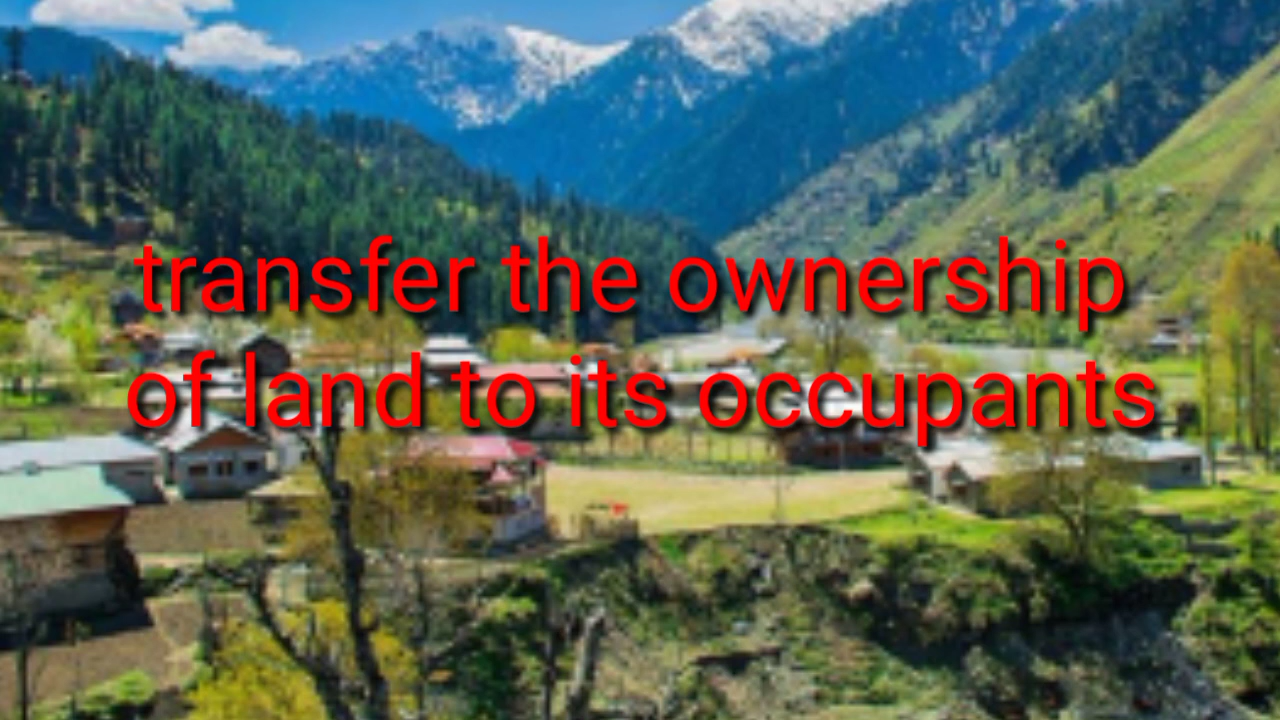 transfer the ownership
of land to its occupants